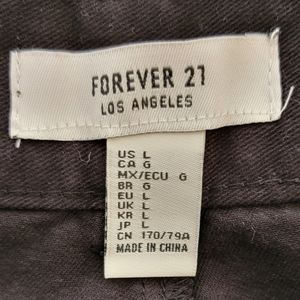 FOREVER 21
LOS ANGELES
US L
CA G
MX/ECU G
BR G
EU L
UK L
KR L
JP L
CN 170/79A
MADE IN CHINA